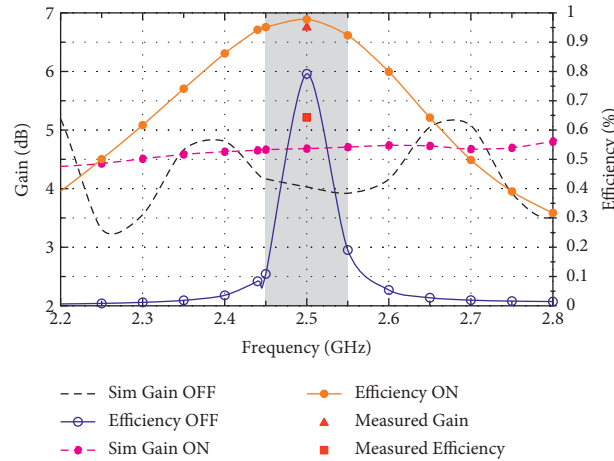 7
6
5
4
3
2
Gain (dB)
1
0.9
0.8
0.7
0.6
0.5
0.4
0.3
0.2
0.1
0
Efficiency (%)
2.2 2.3 2.4 2.5 2.6 2.7 2.8
Frequency (GHz)
Sim Gain OFF
Efficiency OFF
Sim Gain ON
Efficiency ON
Measured Gain
Measured Efficiency